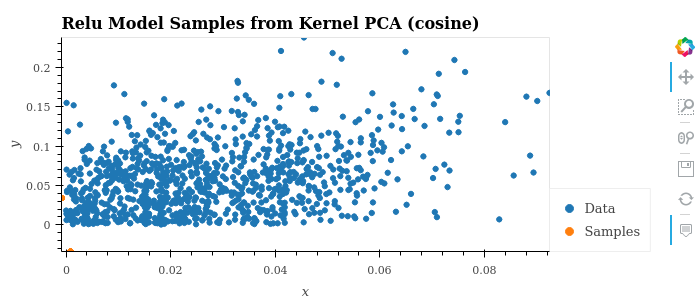 Relu Model Samples from Kernel PCA (cosine)
0.2
0.15
0.1
0.05
0
y
0
0.02
0.04
0.06
0.08
x
Data
Samples